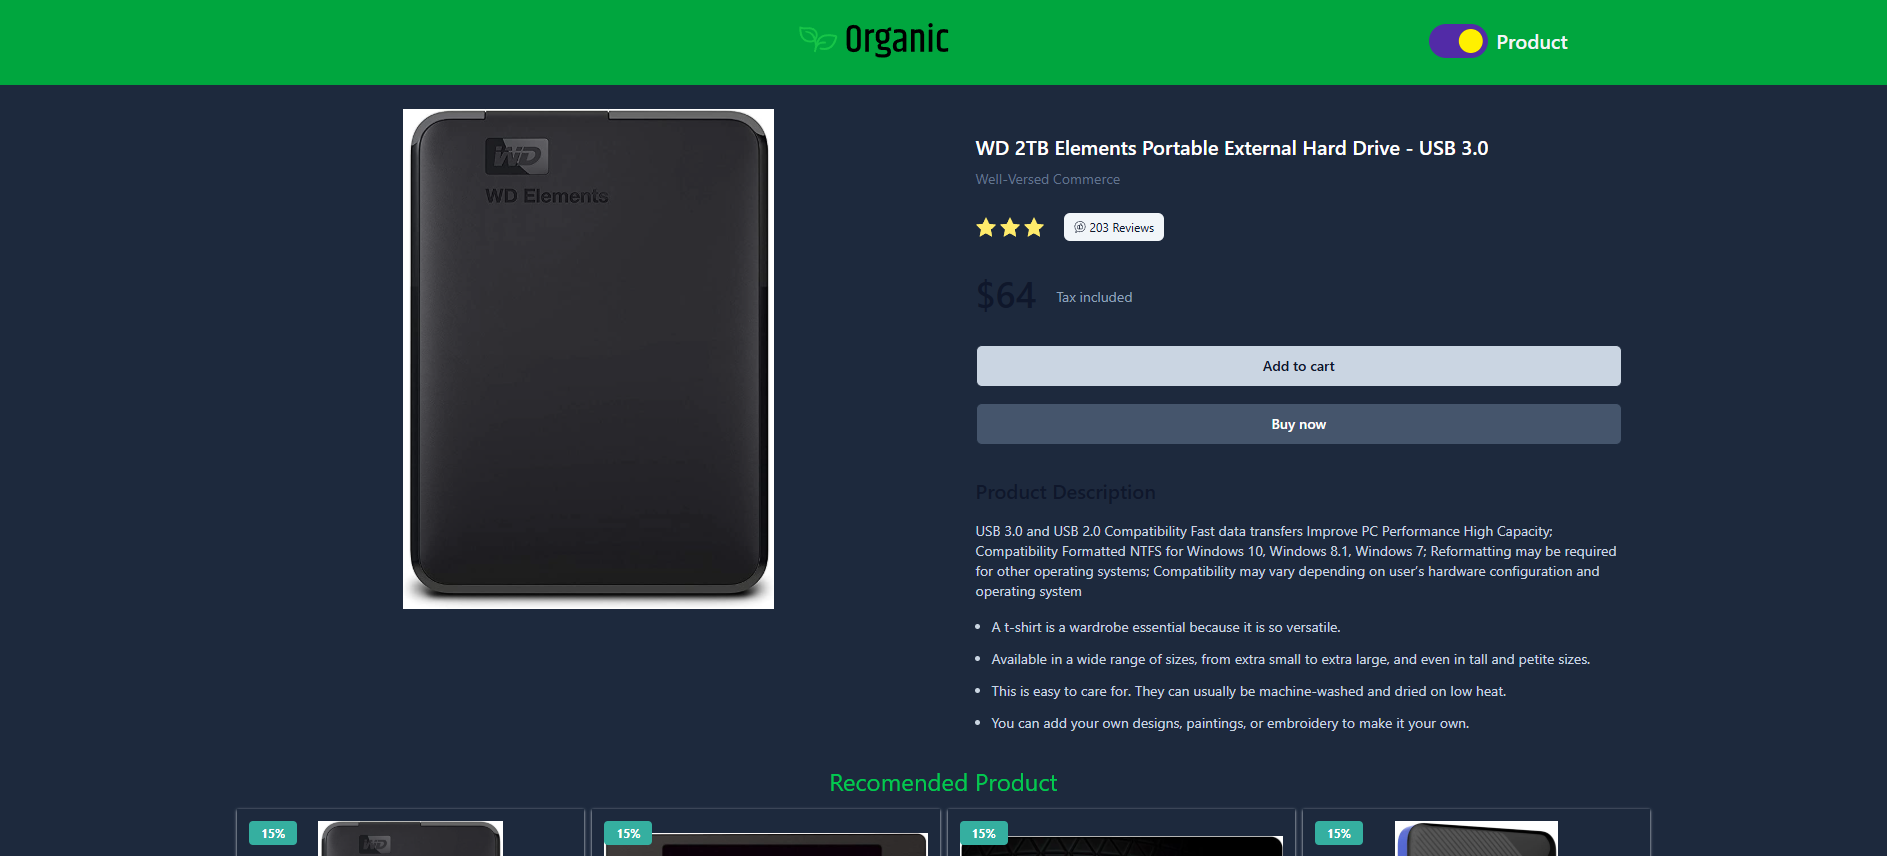 Organic
Product
WD
WD Elements
WD 2TB Elements Portable External Hard Drive - USB 3.0
Well-Versed Commerce
203 Reviews
$64 Tax included
Add to cart
Buy now
Product Description
USB 3.0 and USB 2.0 Compatibility Fast data transfers Improve PC Performance High Capacity;
Compatibility Formatted NTFS for Windows 10, Windows 8.1, Windows 7; Reformatting may be required
for other operating systems; Compatibility may vary depending on user’s hardware configuration and
operating system
• A t-shirt is a wardrobe essential because it is so versatile.
• Available in a wide range of sizes, from extra small to extra large, and even in tall and petite sizes.
• This is easy to care for. They can usually be machine-washed and dried on low heat.
• You can add your own designs, paintings, or embroidery to make it your own.
Recomended Product
15% WD 15% 15% 15%